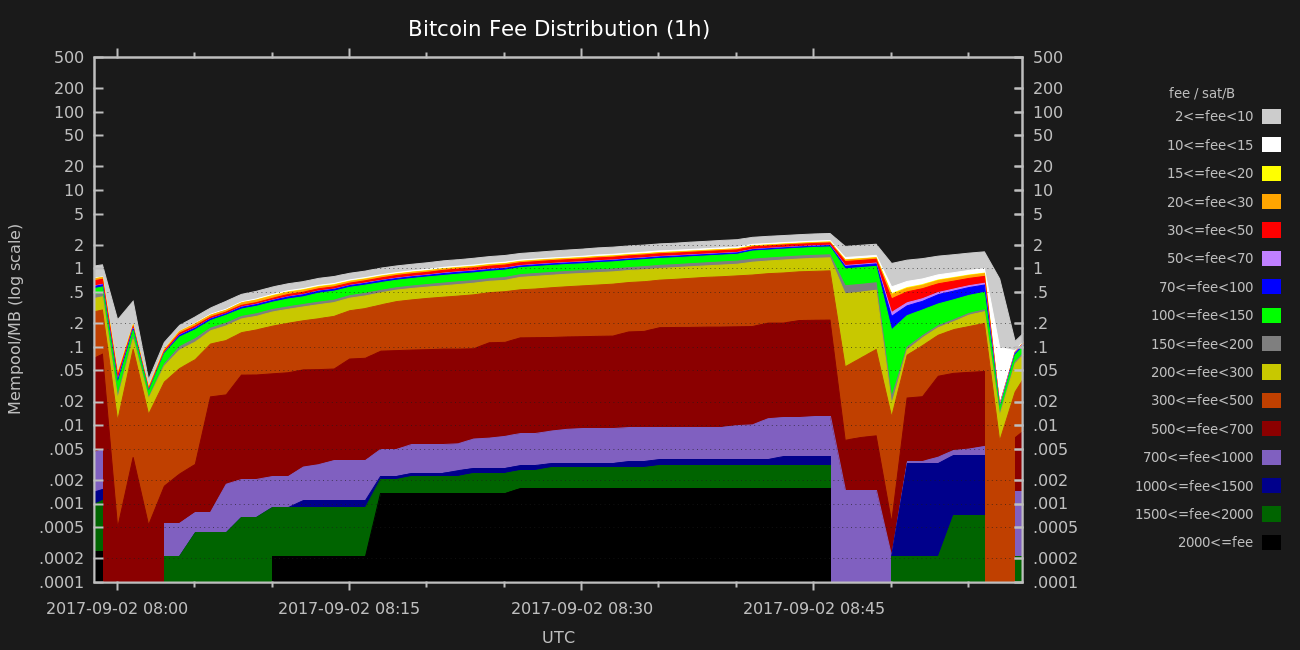 Bitcoin Fee Distribution (1h)
500
200
100
50
20
10
5
2
1
.5
.2
.1
.05
.02
.01
.005
.002
.001
.0005
.0002
.0001
Mempool/MB (log scale)
500
200
100
50
20
10
5
2
1
.5
.2
.1
.05
.02
.01
.005
.002
.001
.0005
.0002
.0001
2017-09-02 08:00
2017-09-02 08:15
2017-09-02 08:30
2017-09-02 08:45
UTC
fee / sat/B
2<=fee<10
10<=fee<15
15<=fee<20
20<=fee<30
30<=fee<50
50<=fee<70
70<=fee<100
100<=fee<150
150<=fee<200
200<=fee<300
300<=fee<500
500<=fee<700
700<=fee<1000
1000<=fee<1500
1500<=fee<2000
2000<=fee